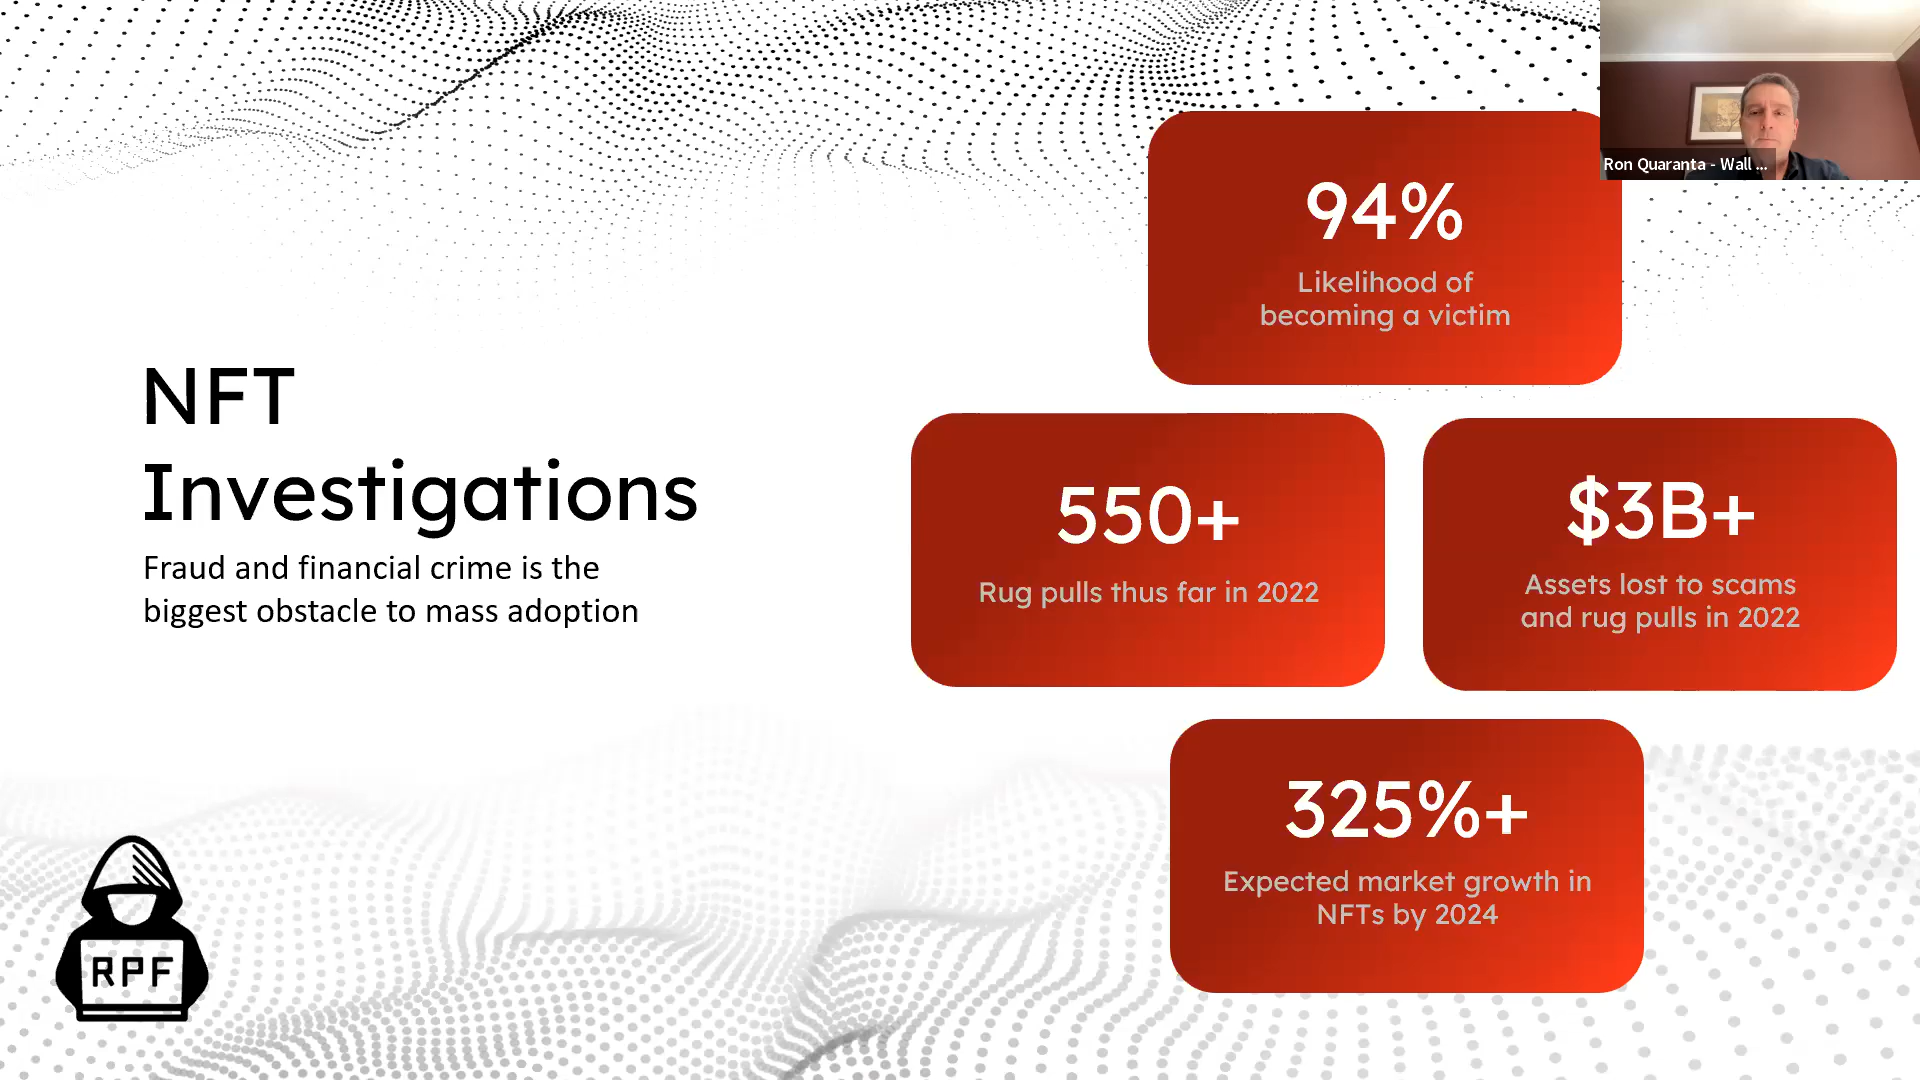 Ron Quaranta - Wall ...
94%
Likelihood of
becoming a victim
NFT
Investigations
Fraud and financial crime is the
biggest obstacle to mass adoption
550+
Rug pulls thus far in 2022
$3B+
Assets lost to scams
and rug pulls in 2022
325%+
Expected market growth in
NFTs by 2024
RPF